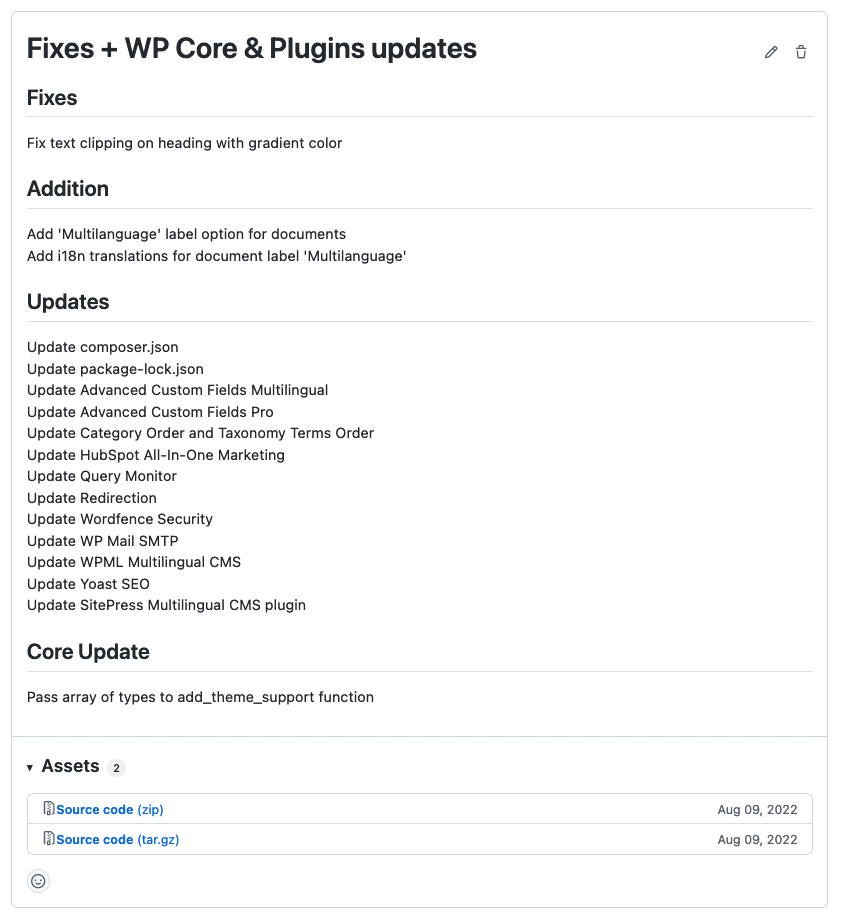 Fixes + WP Core & Plugins updates
Fixes
Fix text clipping on heading with gradient color
Addition
Add 'Multilanguage' label option for documents
Add i18n translations for document label 'Multilanguage'
Updates
Update composer.json
Update package-lock.json
Update Advanced Custom Fields Multilingual
Update Advanced Custom Fields Pro
Update Category Order and Taxonomy Terms Order
Update HubSpot All-In-One Marketing
Update Query Monitor
Update Redirection
Update Wordfence Security
Update WP Mail SMTP
Update WPML Multilingual CMS
Update Yoast SEO
Update SitePress Multilingual CMS plugin
Core Update
Pass array of types to add_theme_support function
Assets 2
Source code (zip) Aug 09, 2022
Source code (tar.gz) Aug 09, 2022